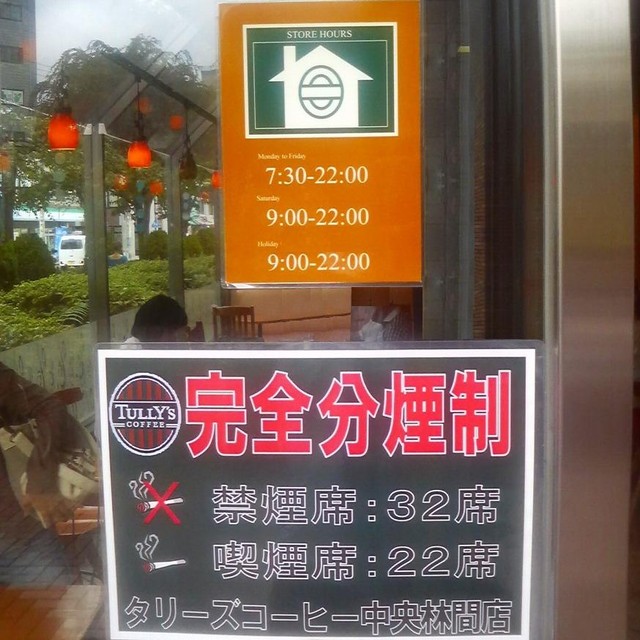 STORE HOURS
Monday to Friday
7:30-22:00
Saturday
9:00-22:00
Holiday
9:00-22:00
TULLY'S
COFFEE
完全分煙制
禁煙席:32席
喫煙席:22席
タリーズコーヒー中央林間店